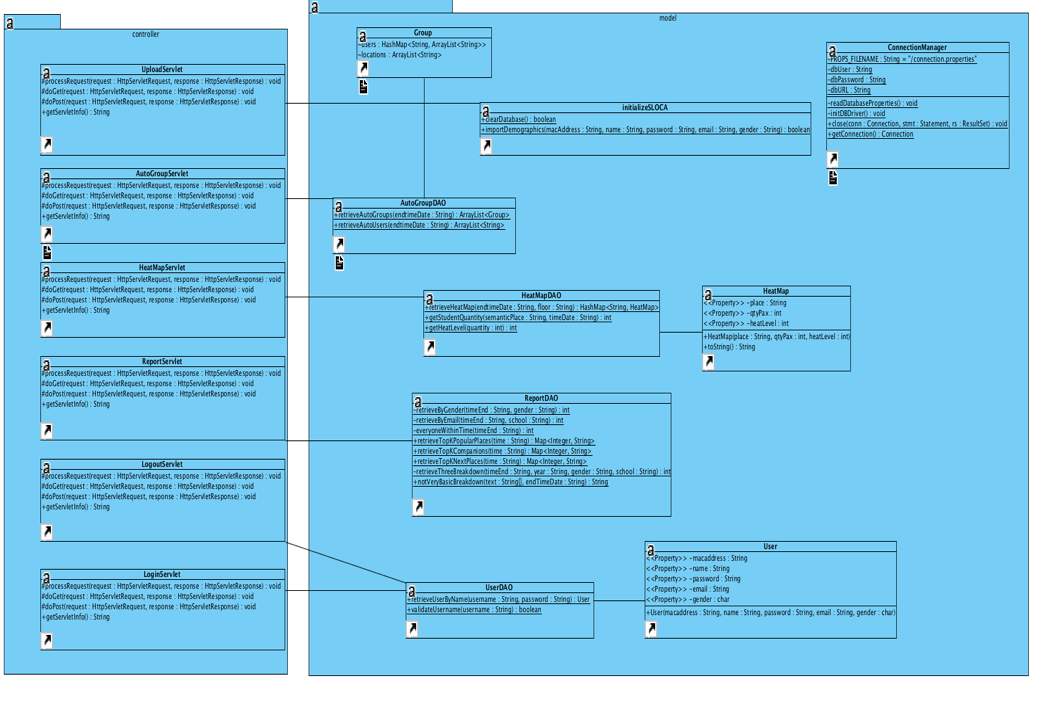 controller
UploadServlet
#processRequest(request : HttpServletRequest, response : HttpServletResponse) : void
#doGet(request : HttpServletRequest, response : HttpServletResponse) : void
#doPost(request : HttpServletRequest, response : HttpServletResponse) : void
+getServletInfo() : String
AutoGroupServlet
#processRequest(request : HttpServletRequest, response : HttpServletResponse) : void
#doGet(request : HttpServletRequest, response : HttpServletResponse) : void
#doPost(request : HttpServletRequest, response : HttpServletResponse) : void
+getServletInfo() : String
HeatMapServlet
#processRequest(request : HttpServletRequest, response : HttpServletResponse) : void
#doGet(request : HttpServletRequest, response : HttpServletResponse) : void
#doPost(request : HttpServletRequest, response : HttpServletResponse) : void
+getServletInfo() : String
ReportServlet
#processRequest(request : HttpServletRequest, response : HttpServletResponse) : void
#doGet(request : HttpServletRequest, response : HttpServletResponse) : void
#doPost(request : HttpServletRequest, response : HttpServletResponse) : void
+getServletInfo() : String
LogoutServlet
#processRequest(request : HttpServletRequest, response : HttpServletResponse) : void
#doGet(request : HttpServletRequest, response : HttpServletResponse) : void
#doPost(request : HttpServletRequest, response : HttpServletResponse) : void
+getServletInfo() : String
LoginServlet
#processRequest(request : HttpServletRequest, response : HttpServletResponse) : void
#doGet(request : HttpServletRequest, response : HttpServletResponse) : void
#doPost(request : HttpServletRequest, response : HttpServletResponse) : void
+getServletInfo() : String
model
Group
~users : HashMap<String, ArrayList<String>>
~locations : ArrayList<String>
ConnectionManager
-PROPS_FILENAME : String = "/connection.properties"
-dbUser : String
-dbPassword : String
-dbURL : String
-readDatabaseProperties() : void
-initDBDriver() : void
+close(conn : Connection, stmt : Statement, rs : ResultSet) : void
+getConnection() : Connection
initializeSLOCA
+clearDatabase() : boolean
+importDemographics(macAddress : String, name : String, password : String, email : String, gender : String) : boolean
AutoGroupDAO
+retrieveAutoGroups(endtimeDate : String) : ArrayList<Group>
+retrieveAutoUsers(endtimeDate : String) : ArrayList<String>
HeatMapDAO
+retrieveHeatMap(endtimeDate : String, floor : String) : HashMap<String, HeatMap>
+getStudentQuantity(semanticPlace : String, timeDate : String) : int
+getHeatLevel(quantity : int) : int
HeatMap
<<Property>> -place : String
<<Property>> -qtyPax : int
<<Property>> -heatLevel : int
+HeatMap(place : String, qtyPax : int, heatLevel : int)
+toString() : String
ReportDAO
-retrieveByGender(timeEnd : String, gender : String) : int
-retrieveByEmail(timeEnd : String, school : String) : int
-everyoneWithinTime(timeEnd : String) : int
+retrieveTopKPopularPlaces(time : String) : Map<Integer, String>
+retrieveTopKCompanions(time : String) : Map<Integer, String>
+retrieveTopKNextPlaces(time : String) : Map<Integer, String>
-retrieveThreeBreakdown(timeEnd : String, year : String, gender : String, school : String) : int
+notVeryBasicBreakdown(text : String[], endTimeDate : String) : String
UserDAO
+retrieveUserByName(username : String, password : String) : User
+validateUsername(username : String) : boolean
User
<<Property>> -macaddress : String
<<Property>> -name : String
<<Property>> -password : String
<<Property>> -email : String
<<Property>> -gender : char
+User(macaddress : String, name : String, password : String, email : String, gender : char)